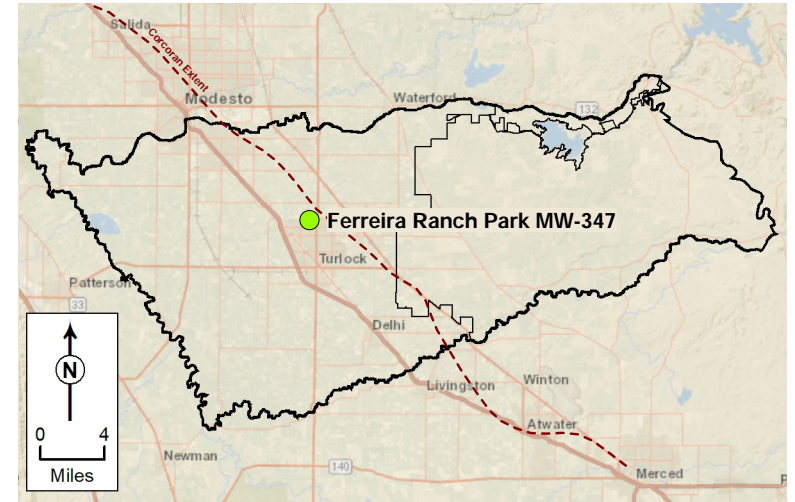 Salida
Corcoran Extent
Modesto
Waterford
132
Ferreira Ranch Park MW-347
Turlock
Patterson
33
Delhi
N
Livingston
Winton
0 4
Miles
Atwater
Newman
140
Merced
P